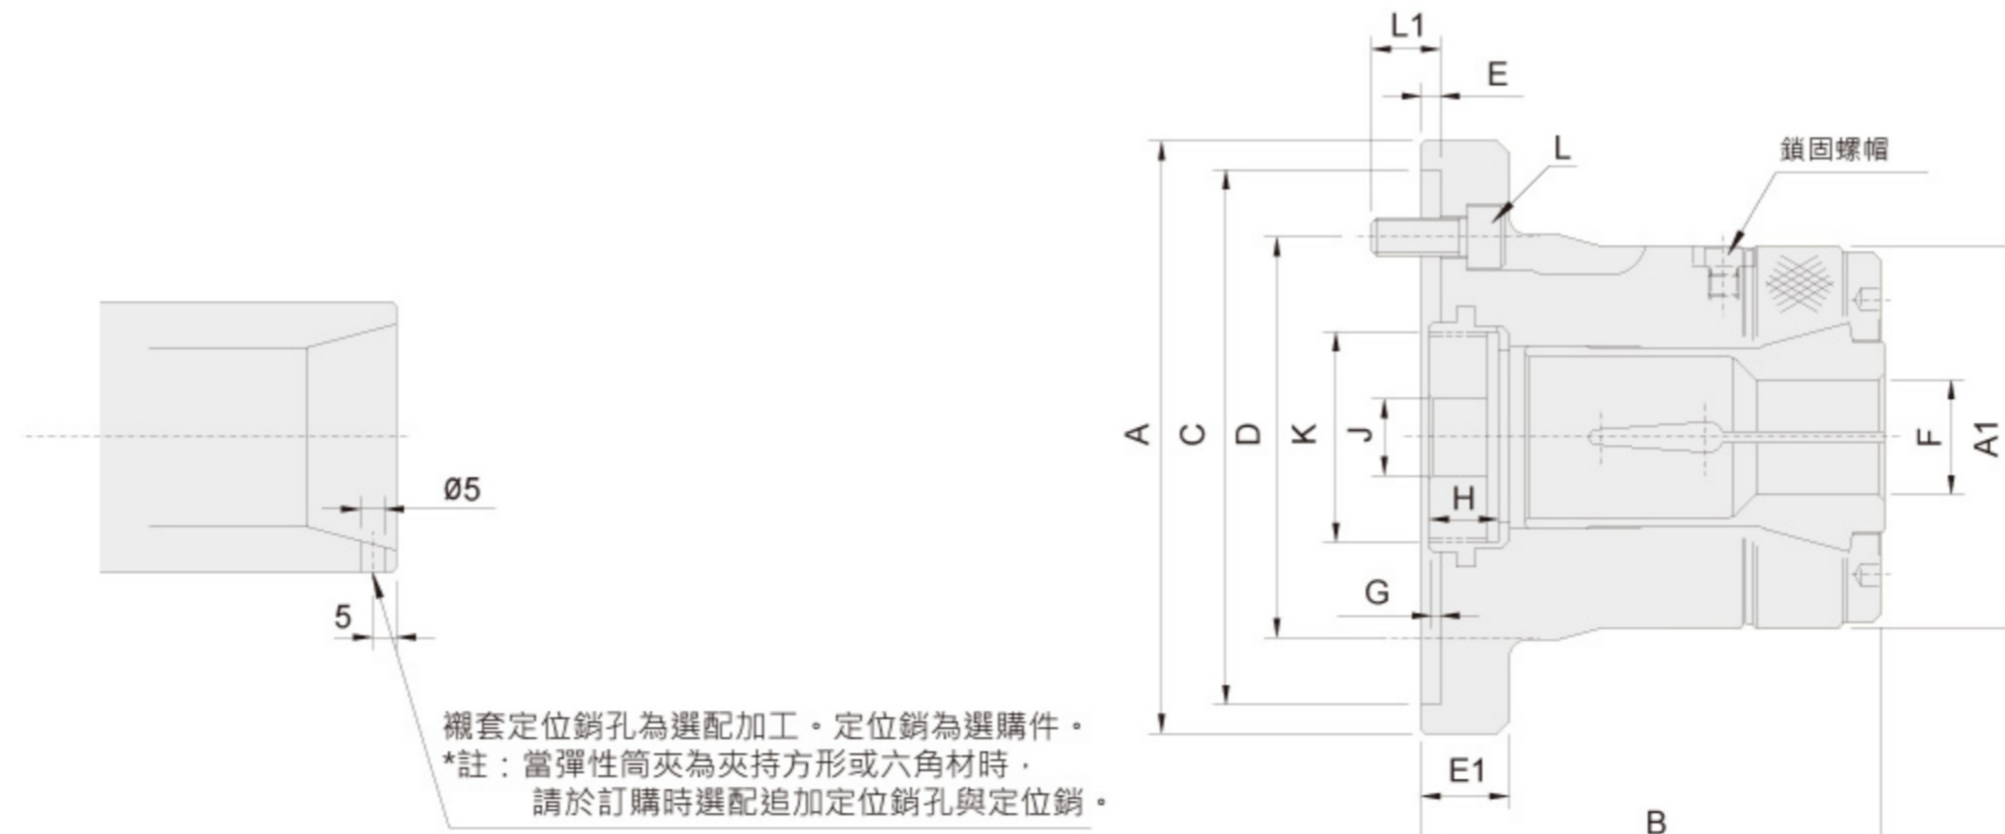 L1
E
L
鎖固螺帽
A
C
D
K
J
H
F
A1
G
E1
B
Ø5
5
襯套定位銷孔為選配加工。定位銷為選購件。
*註：當彈性筒夾為夾持方形或六角材時，
請於訂購時選配追加定位銷孔與定位銷。